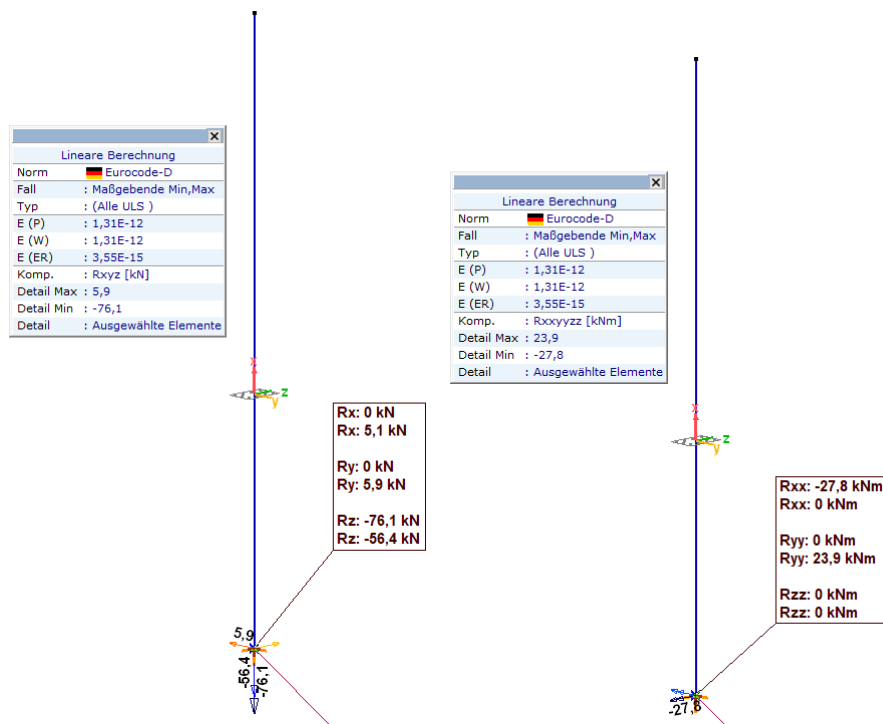 Lineare Berechnung
Norm Eurocode-D
Fall : Maßgebende Min,Max
Typ : (Alle ULS )
E (P) : 1,31E-12
E (W) : 1,31E-12
E (ER) : 3,55E-15
Komp. : Rxyz [kN]
Detail Max : 5,9
Detail Min : -76,1
Detail : Ausgewählte Elemente
x
z
y
Rx: 0 kN
Rx: 5,1 kN
Ry: 0 kN
Ry: 5,9 kN
Rz: -76,1 kN
Rz: -56,4 kN
5,9
-56,4
-76,1
Lineare Berechnung
Norm Eurocode-D
Fall : Maßgebende Min,Max
Typ : (Alle ULS )
E (P) : 1,31E-12
E (W) : 1,31E-12
E (ER) : 3,55E-15
Komp. : Rxxyyzz [kNm]
Detail Max : 23,9
Detail Min : -27,8
Detail : Ausgewählte Elemente
x
z
y
Rxx: -27,8 kNm
Rxx: 0 kNm
Ryy: 0 kNm
Ryy: 23,9 kNm
Rzz: 0 kNm
Rzz: 0 kNm
-27,8